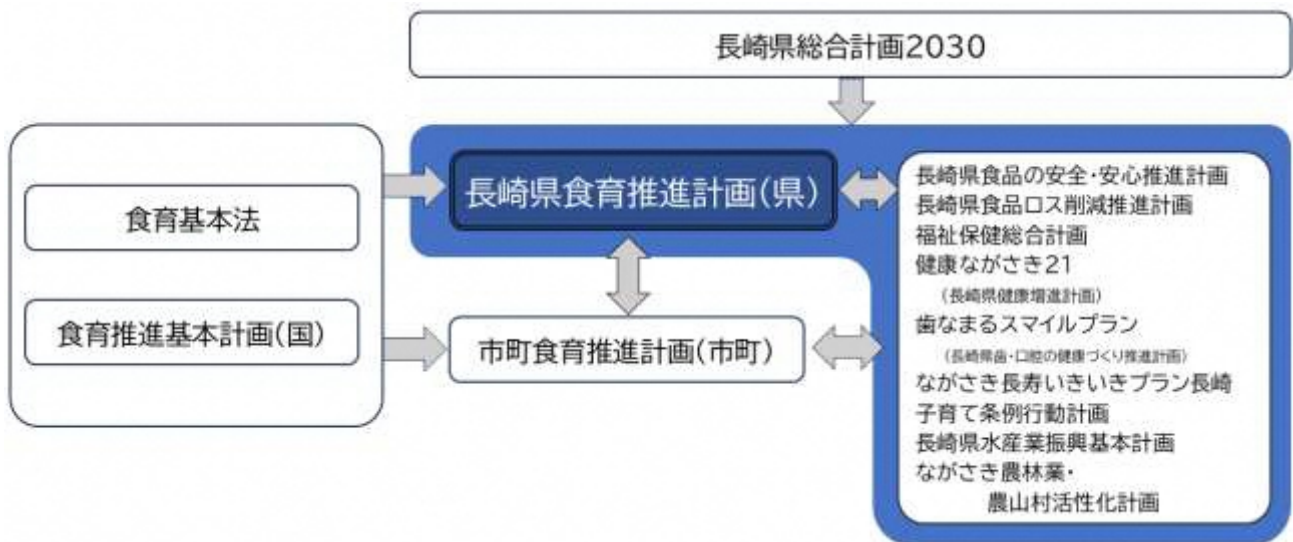 長崎県総合計画2030
食育基本法
食育推進基本計画(国)
長崎県食育推進計画(県)
市町食育推進計画(市町)
長崎県食品の安全・安心推進計画
長崎県食品ロス削減推進計画
福祉保健総合計画
健康ながさき21
(長崎県健康増進計画)
歯なまるスマイルプラン
(長崎県歯・口腔の健康づくり推進計画)
ながさき長寿いきいきプラン長崎
子育て条例行動計画
長崎県水産業振興基本計画
ながさき農林業・
農山村活性化計画